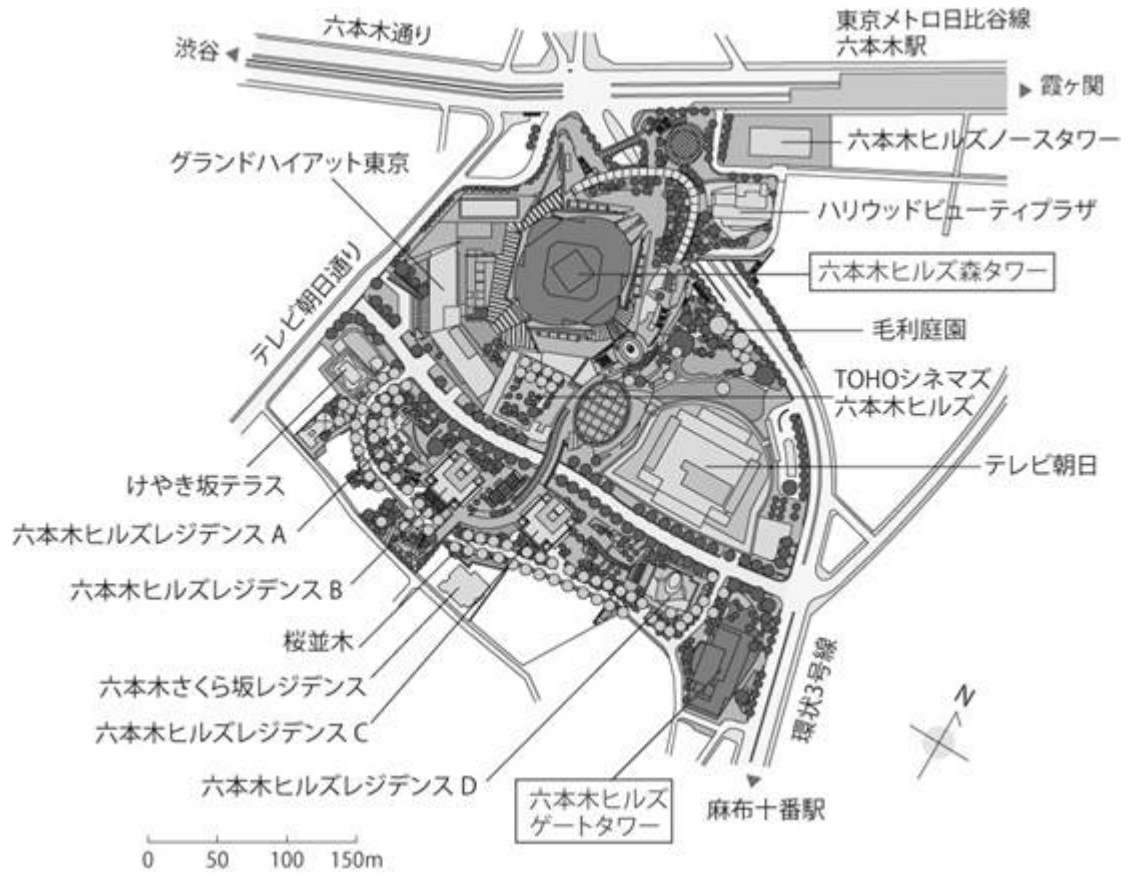 六本木通り
渋谷
東京メトロ日比谷線
六本木駅
霞ヶ関
六本木ヒルズノースタワー
グランドハイアット東京
ハリウッドビューティプラザ
六本木ヒルズ森タワー
テレビ朝日通り
毛利庭園
TOHOシネマズ
六本木ヒルズ
テレビ朝日
けやき坂テラス
六本木ヒルズレジデンス A
六本木ヒルズレジデンス B
桜並木
六本木さくら坂レジデンス
六本木ヒルズレジデンス C
六本木ヒルズレジデンス D
六本木ヒルズ
ゲートタワー
環状3号線
麻布十番駅
N
0 50 100 150m